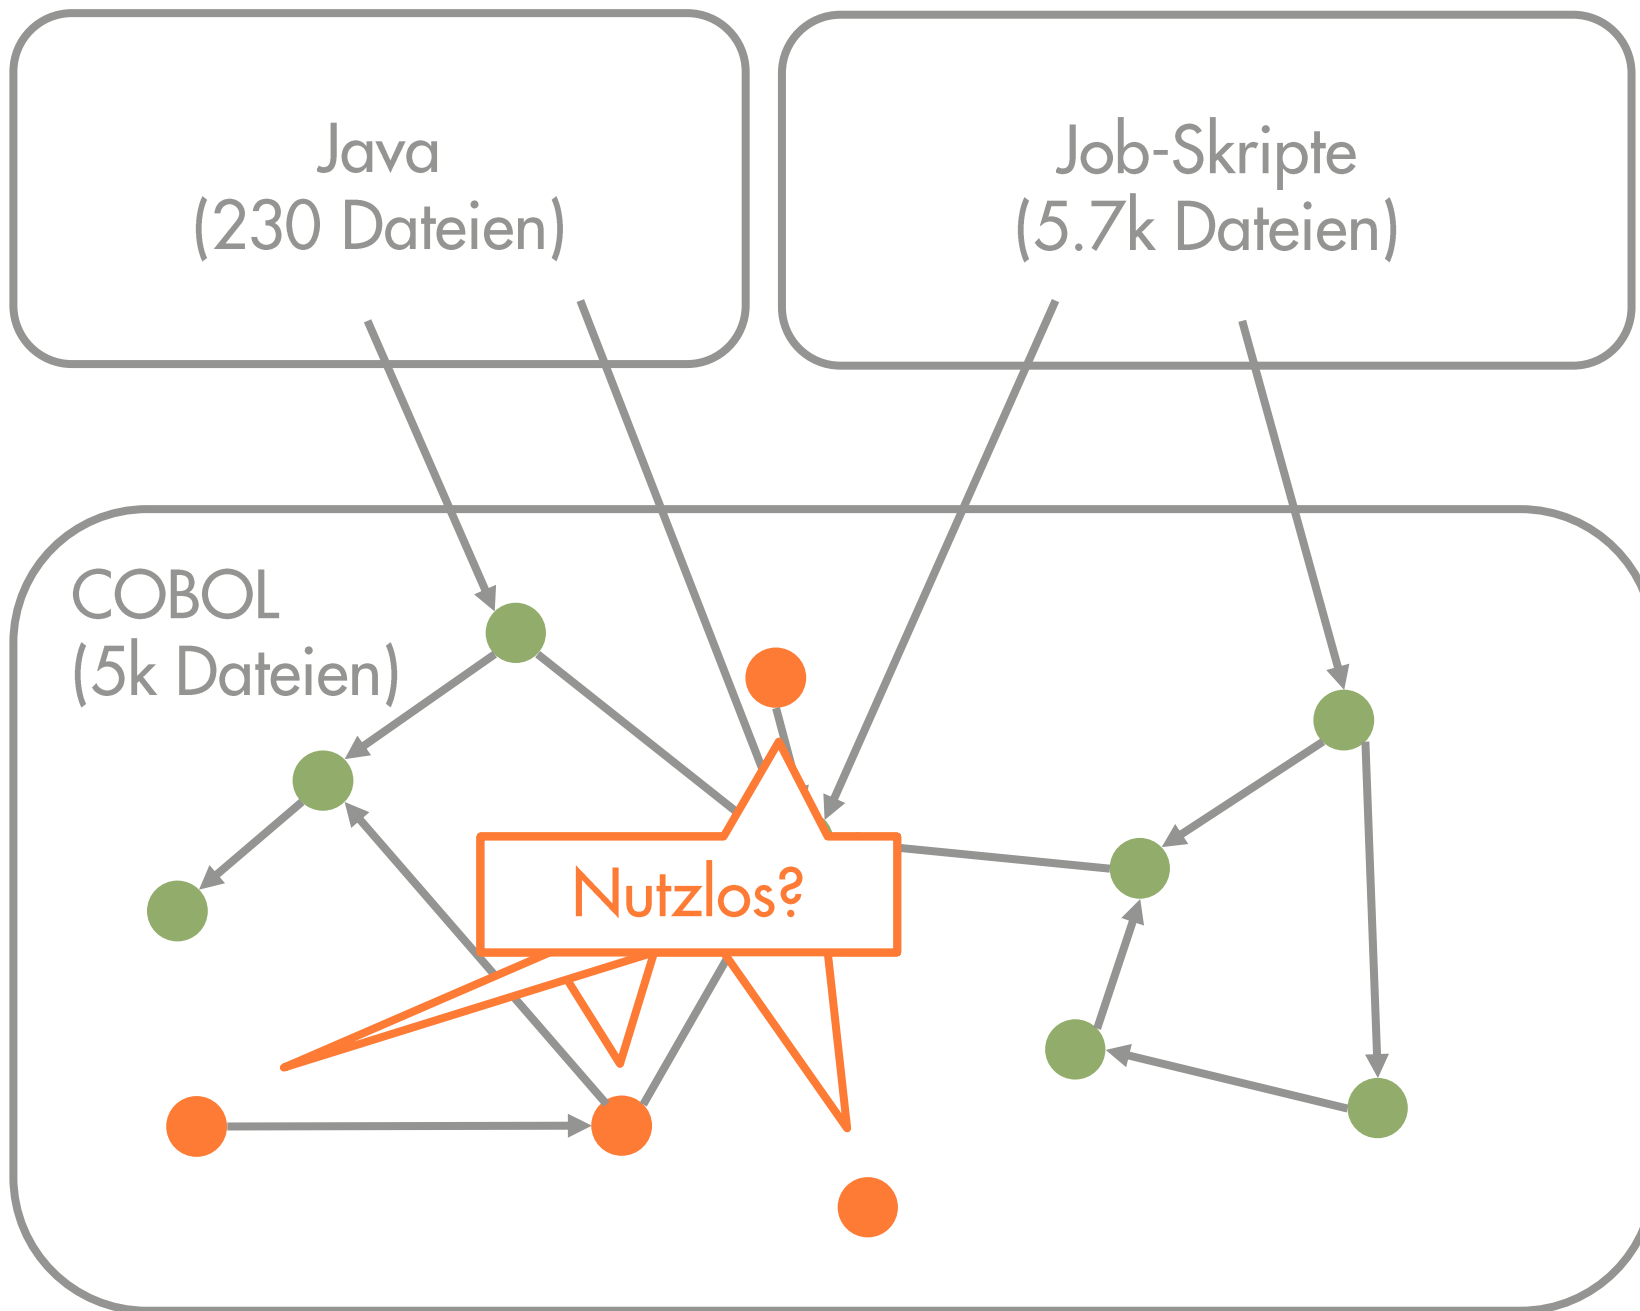 Java
(230 Dateien)
Job-Skripte
(5.7k Dateien)
COBOL
(5k Dateien)
Nutzlos?